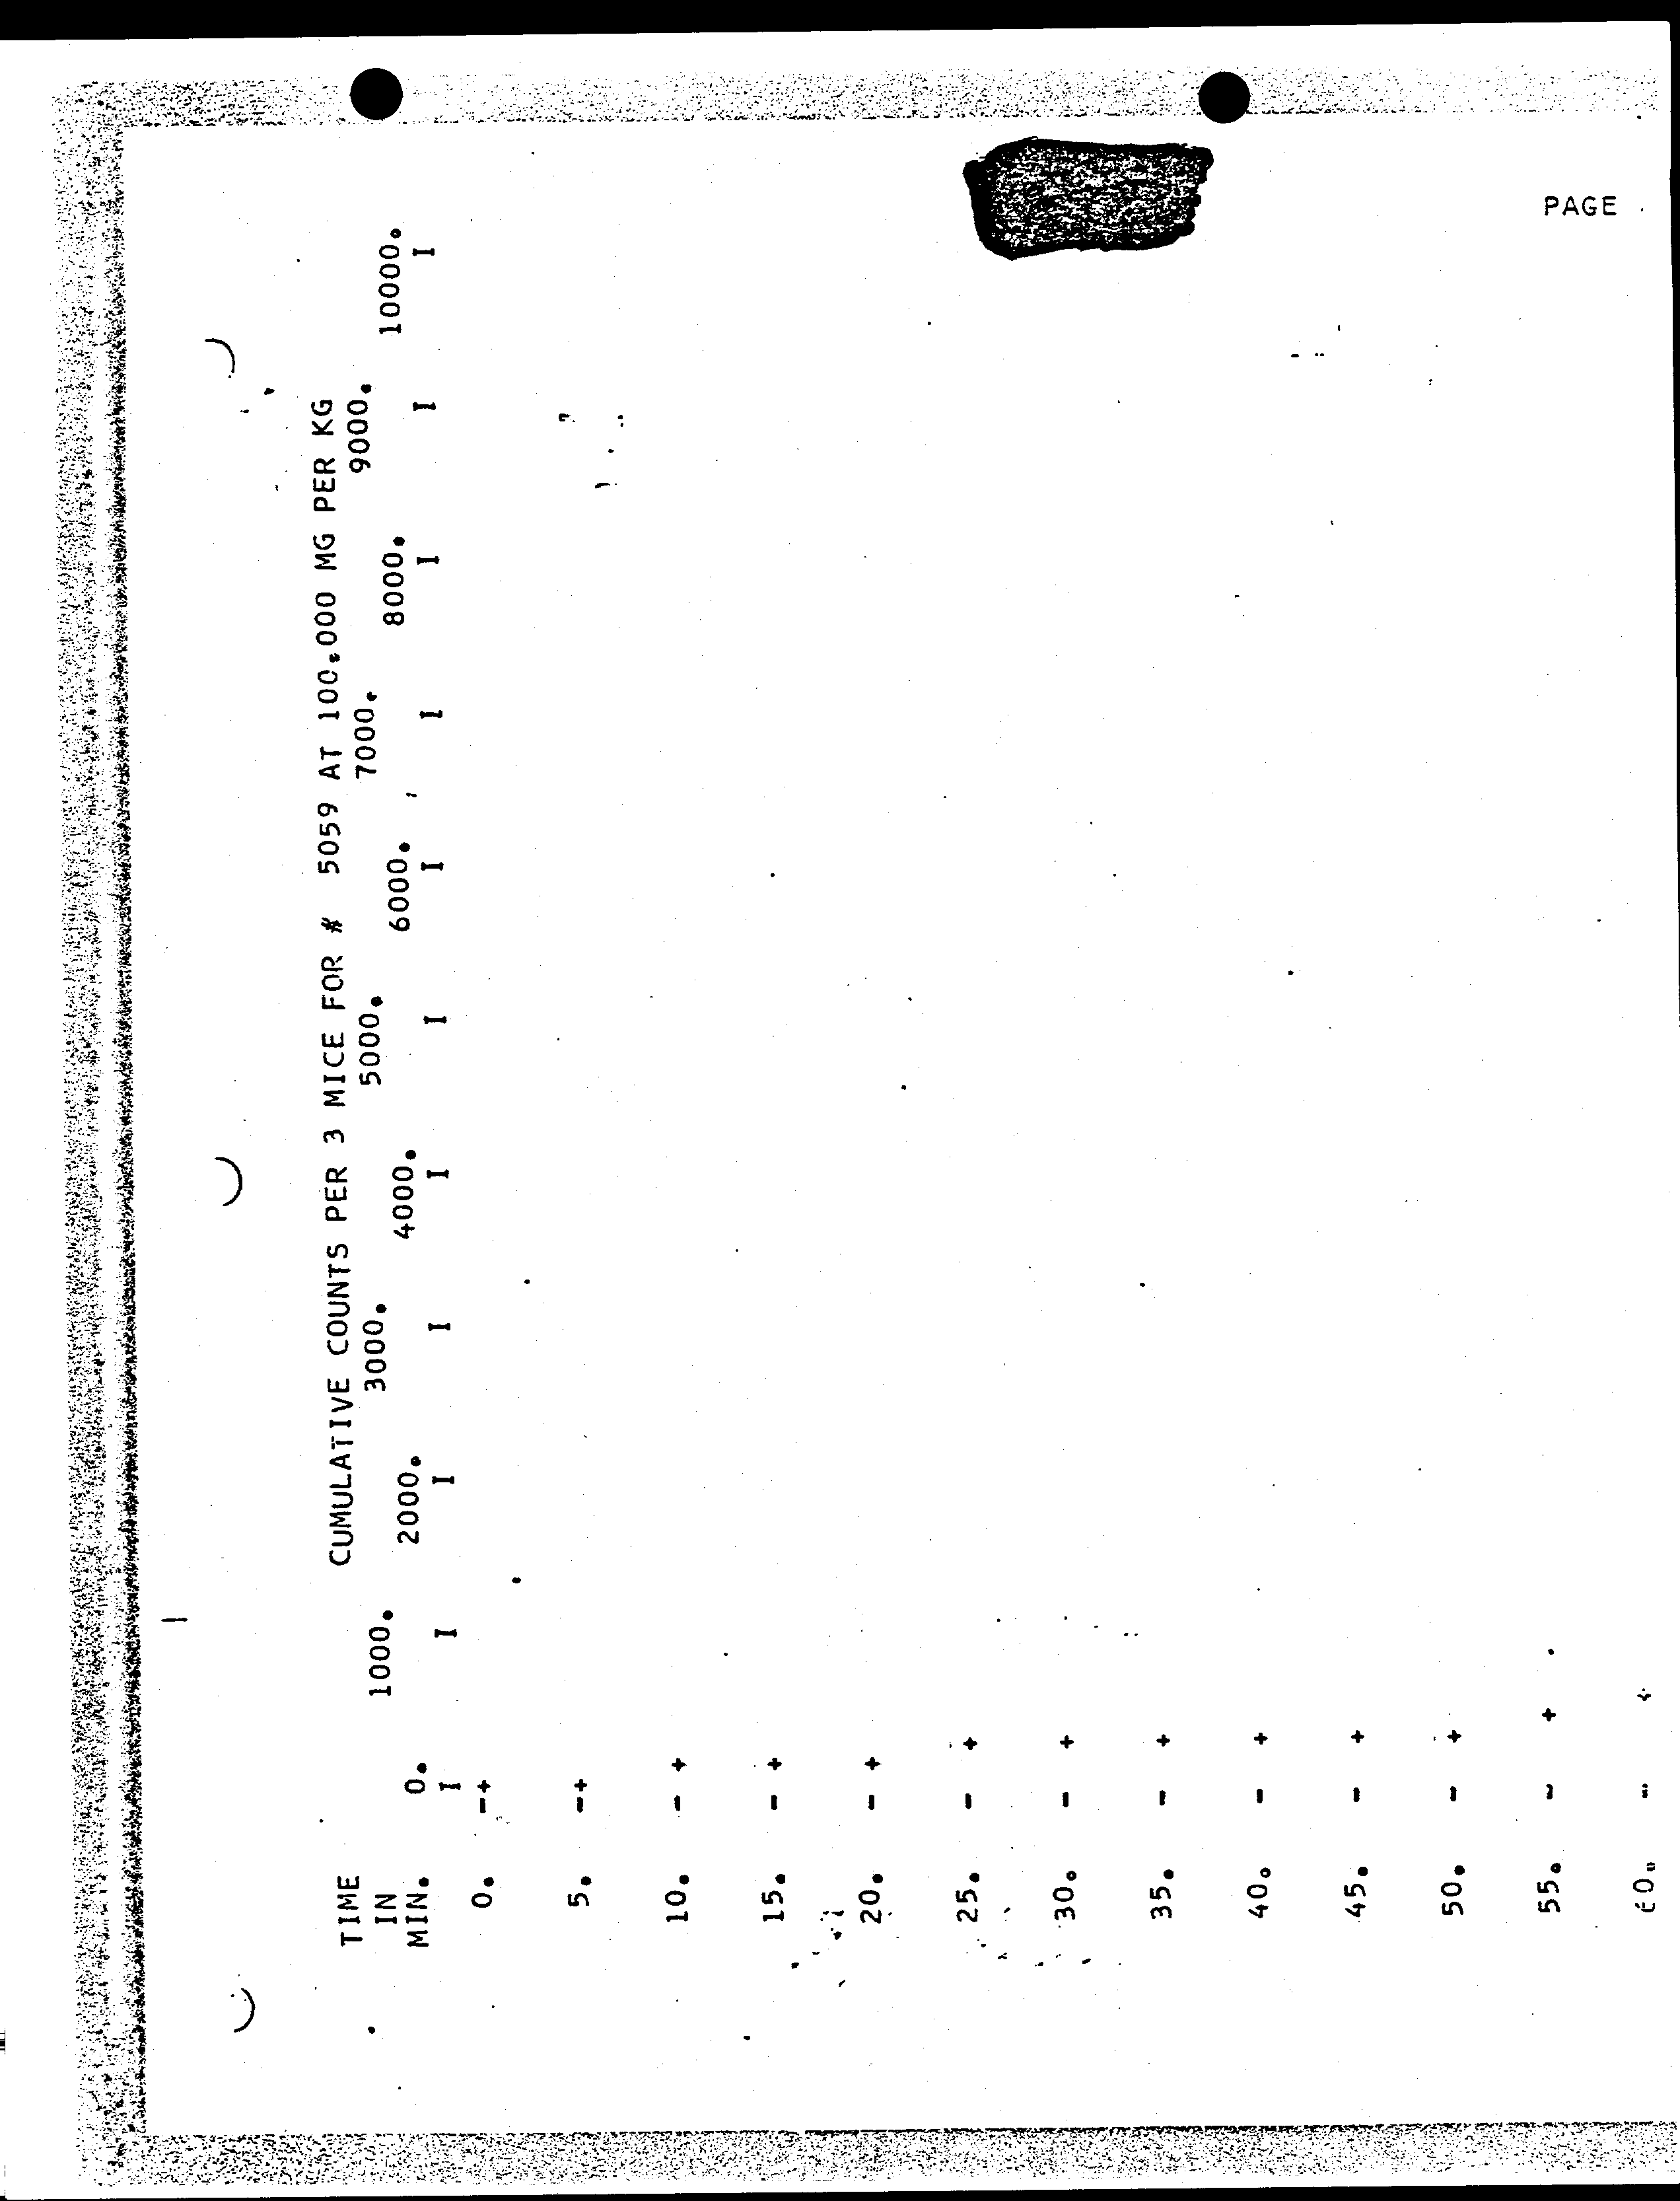 PAGE
CUMULATIVE COUNTS PER 3 MICE FOR # 5059 AT 100.000 MG PER KG
TIME 1000. 3000. 5000. 7000. 9000.
IN
MIN. 0. 2000. 4000. 6000. 8000. 10000.
I I I I I I I I I I I
0. -+
5. -+
10. - +
15. - +
20. - +
25. - +
30. - +
35. - +
40. - +
45. - +
50. - +
55. - +
60. - +